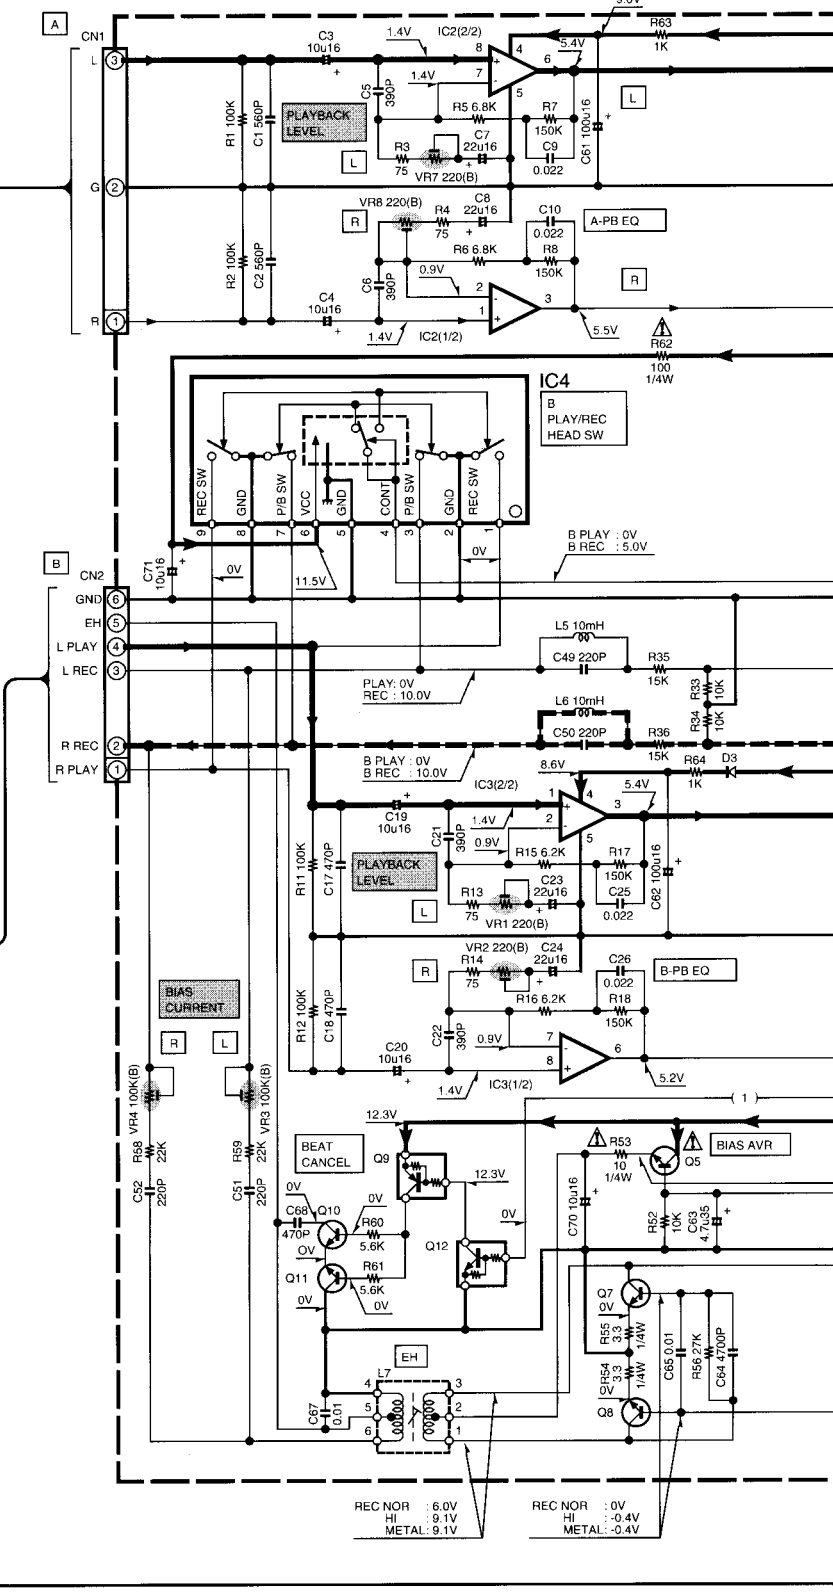 A
CN1
L 3
G 2
R 1
C3
10u16
+
1.4V
IC2(2/2)
8
4
7
5
6
5.4V
R63
1K
1.4V
C5
390P
R1 100K
C1 560P
PLAYBACK
LEVEL
R5 6.8K
R7
150K
C9
0.022
C61 100u16
L
L
R3
75
C7
22u16
VR7 220(B)
R
VR8 220(B)
R4
75
C8
22u16
C10
0.022
A-PB EQ
R2 100K
C2 560P
R6 6.8K
R8
150K
C6
390P
0.9V
R
C4
10u16
2
1
3
1.4V
IC2(1/2)
5.5V
R62
100
1/4W
IC4
B
PLAY/REC
HEAD SW
REC SW
GND
P/B SW
VCC
GND
CONT
P/B SW
GND
REC SW
9
8
7
6
5
4
3
2
1
B PLAY : 0V
B REC : 5.0V
B
C71
10u16
0V
11.5V
0V
CN2
GND 6
EH 5
L PLAY 4
L REC 3
R REC 2
R PLAY 1
L5 10mH
C49 220P
R35
15K
PLAY: 0V
REC : 10.0V
R33
10K
R34
10K
L6 10mH
C50 220P
R36
15K
B PLAY : 0V
B REC : 10.0V
R64
1K
D3
8.6V
IC3(2/2)
5.4V
C19
10u16
1.4V
1
2
4
5
3
C21
390P
0.9V
R11 100K
C17 470P
PLAYBACK
LEVEL
R15 6.2K
R17
150K
C25
0.022
C62 100u16
L
R13
75
C23
22u16
VR1 220(B)
VR2 220(B)
R
R14
75
C24
22u16
C26
0.022
B-PB EQ
BIAS
CURRENT
R12 100K
C18 470P
R16 6.2K
R18
150K
C22
390P
R
L
C20
10u16
0.9V
7
8
6
1.4V
IC3(1/2)
5.2V
VR4 100K(B)
VR3 100K(B)
( 1 )
12.3V
R58
22K
R59
22K
BEAT
CANCEL
Q9
12.3V
R53
10
1/4W
Q5
BIAS AVR
C52
220P
C51
220P
0V
C68
470P
Q10
0V
R60
5.6K
0V
C70 10u16
R52
10K
C63
4.7u35
Q12
0V
Q11
R61
5.6K
0V
0V
Q7
0V
R55
3.3
1/4W
C65 0.01
R56 27K
C64 4700P
EH
R54
3.3
1/4W
L7
4
5
6
3
2
1
C67
0.01
0V
Q8
REC NOR : 6.0V
HI : 9.1V
METAL: 9.1V
REC NOR : 0V
HI : -0.4V
METAL: -0.4V